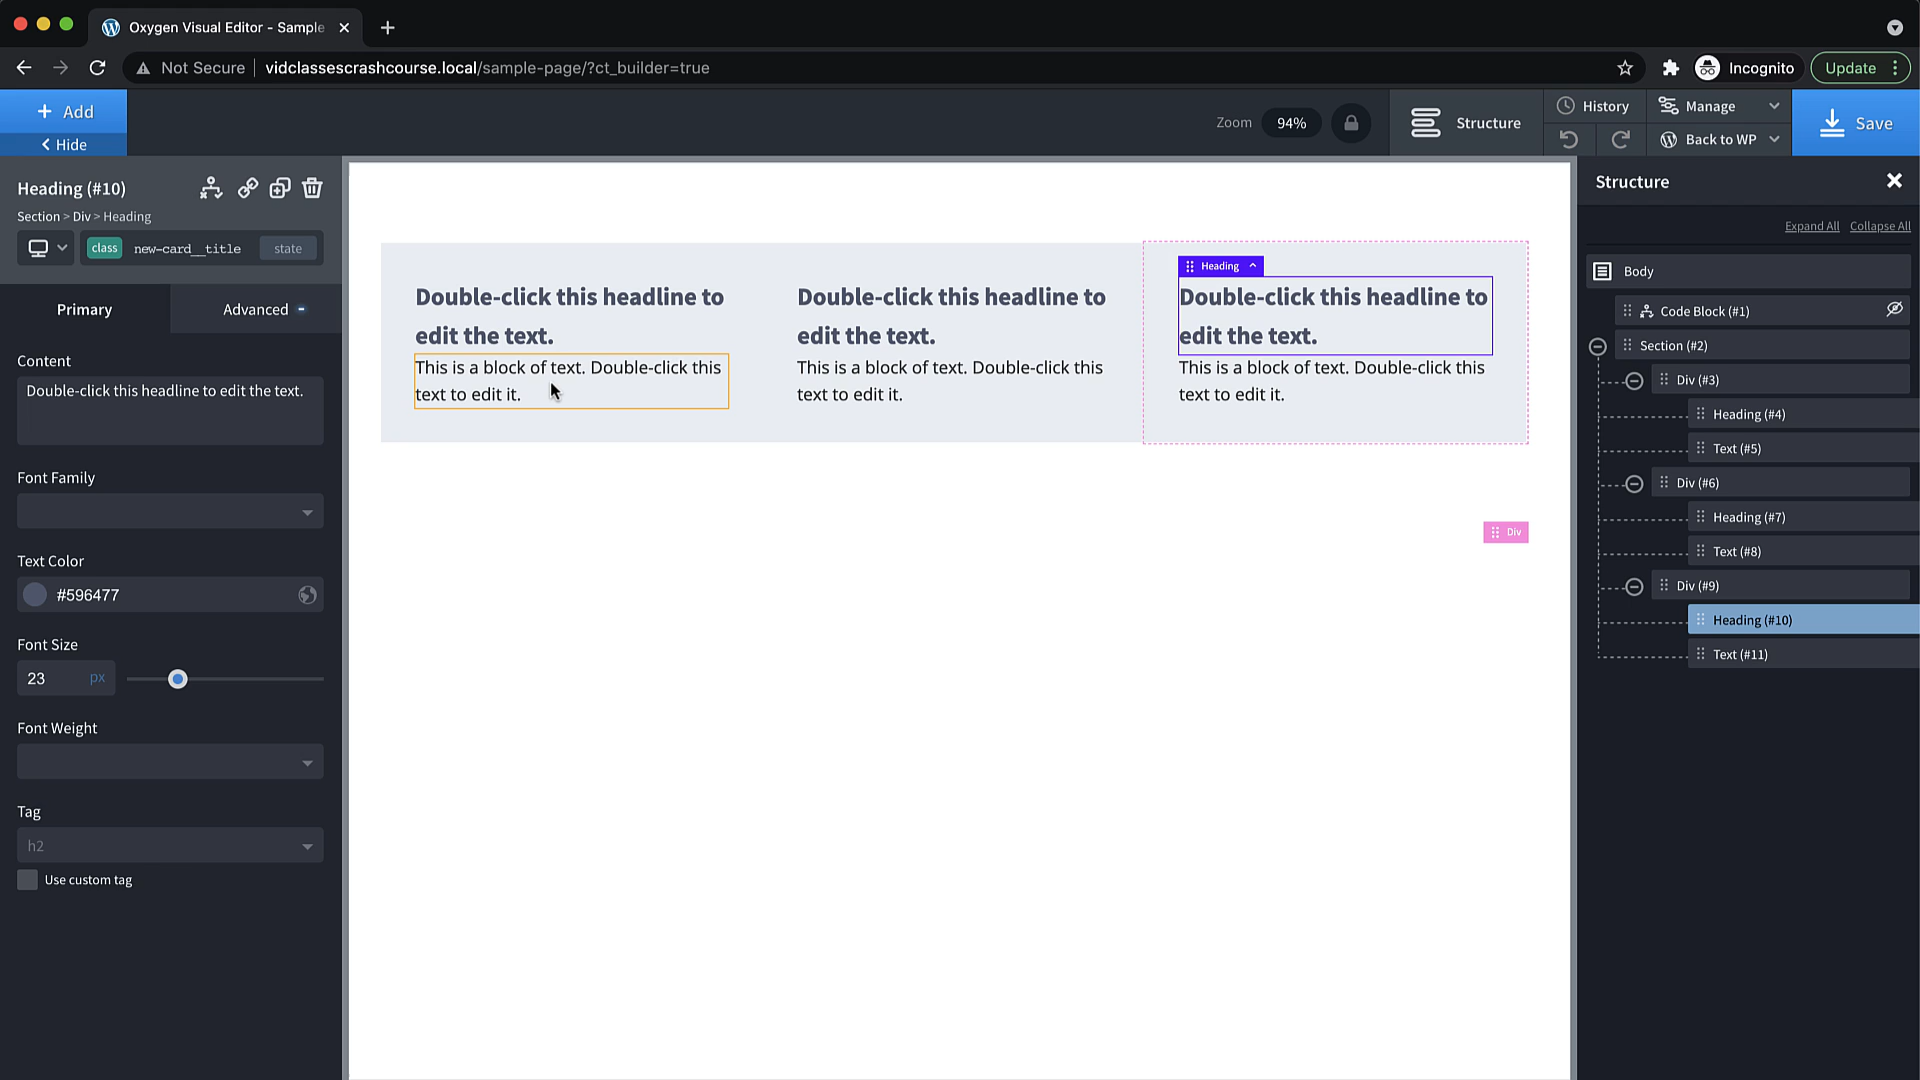 Oxygen Visual Editor - Sample
Not Secure
vidclassescrashcourse.local/sample-page/?ct_builder=true
Incognito
Update
Add
Hide
Zoom
94%
Structure
History
Manage
Back to WP
Save
Heading (#10)
Section > Div > Heading
class
new-card__title
state
Primary
Advanced
Content
Double-click this headline to edit the text.
Font Family
Text Color
#596477
Font Size
23
px
Font Weight
Tag
h2
Use custom tag
Double-click this headline to
edit the text.
This is a block of text. Double-click this
text to edit it.
Double-click this headline to
edit the text.
This is a block of text. Double-click this
text to edit it.
Heading
Double-click this headline to
edit the text.
This is a block of text. Double-click this
text to edit it.
Div
Structure
Expand All
Collapse All
Body
Code Block (#1)
Section (#2)
Div (#3)
Heading (#4)
Text (#5)
Div (#6)
Heading (#7)
Text (#8)
Div (#9)
Heading (#10)
Text (#11)